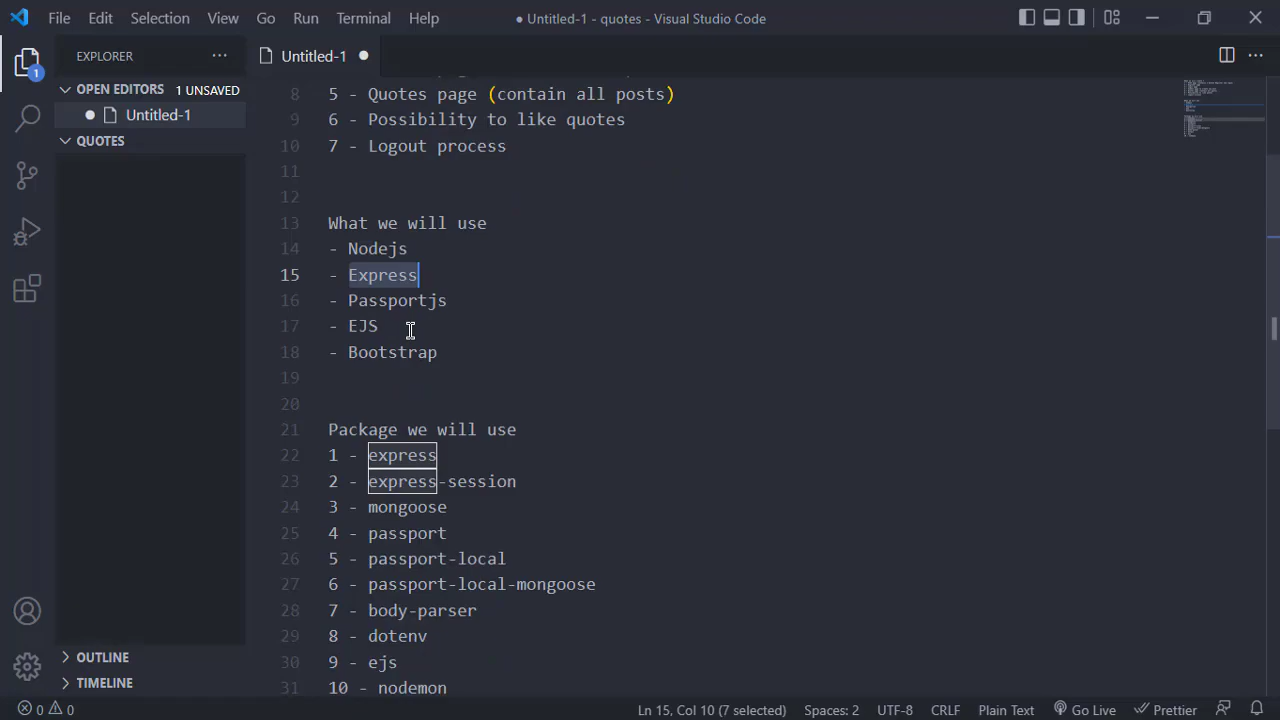 File Edit Selection View Go Run Terminal Help
● Untitled-1 - quotes - Visual Studio Code
EXPLORER
Untitled-1
OPEN EDITORS 1 UNSAVED
Untitled-1
QUOTES
OUTLINE
TIMELINE
1
8 5 - Quotes page (contain all posts)
9 6 - Possibility to like quotes
10 7 - Logout process
11
12
13 What we will use
14 - Nodejs
15 - Express
16 - Passportjs
17 - EJS
18 - Bootstrap
19
20
21 Package we will use
22 1 - express
23 2 - express-session
24 3 - mongoose
25 4 - passport
26 5 - passport-local
27 6 - passport-local-mongoose
28 7 - body-parser
29 8 - dotenv
30 9 - ejs
31 10 - nodemon
0 0 Ln 15, Col 10 (7 selected) Spaces: 2 UTF-8 CRLF Plain Text Go Live Prettier